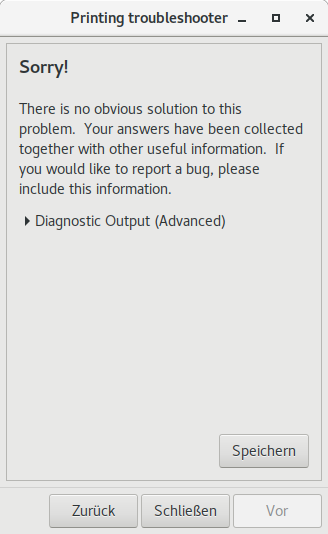 Printing troubleshooter
Sorry!
There is no obvious solution to this
problem.  Your answers have been collected
together with other useful information.  If
you would like to report a bug, please
include this information.
Diagnostic Output (Advanced)
Speichern
Zurück
Schließen
Vor